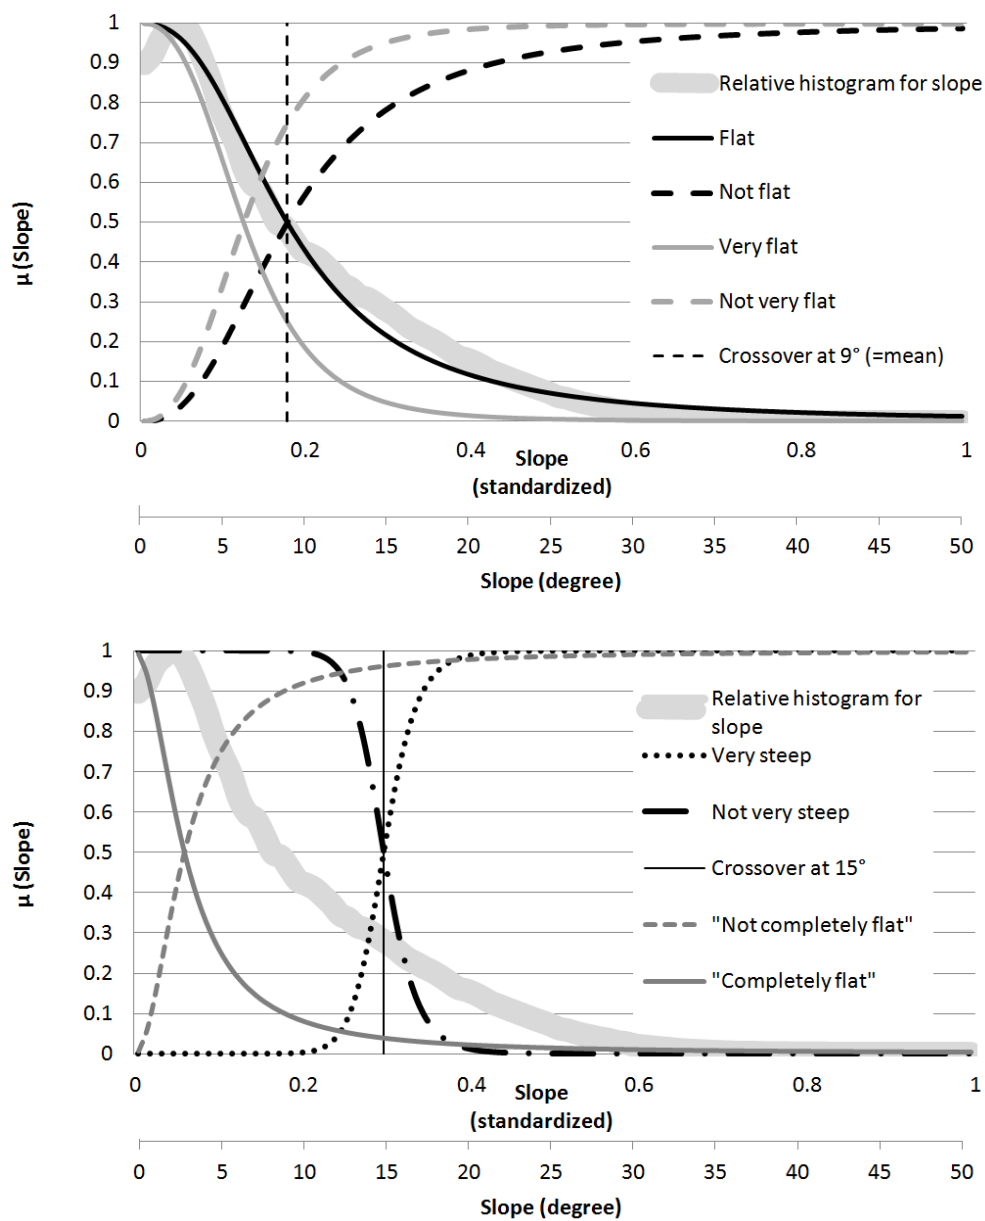 1
0.9
0.8
0.7
0.6
0.5
0.4
0.3
0.2
0.1
0
μ (Slope)
Relative histogram for slope
Flat
Not flat
Very flat
Not very flat
Crossover at 9° (=mean)
0 0.2 0.4 0.6 0.8 1
Slope
(standardized)
0 5 10 15 20 25 30 35 40 45 50
Slope (degree)
1
0.9
0.8
0.7
0.6
0.5
0.4
0.3
0.2
0.1
0
μ (Slope)
Relative histogram for
slope
Very steep
Not very steep
Crossover at 15°
"Not completely flat"
"Completely flat"
0 0.2 0.4 0.6 0.8 1
Slope
(standardized)
0 5 10 15 20 25 30 35 40 45 50
Slope (degree)